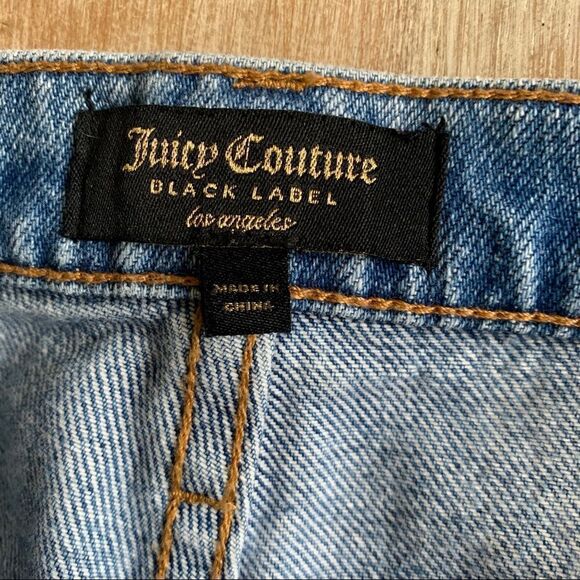 Juicy Couture
BLACK LABEL
los angeles
MADE IN
CHINA